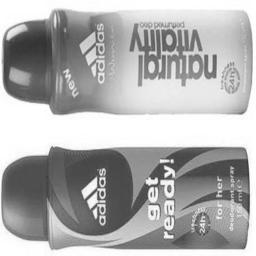 new
adidas
natural
vitality
perfumed deo
24h
adidas
get
ready!
24h
for her
deodorant spray